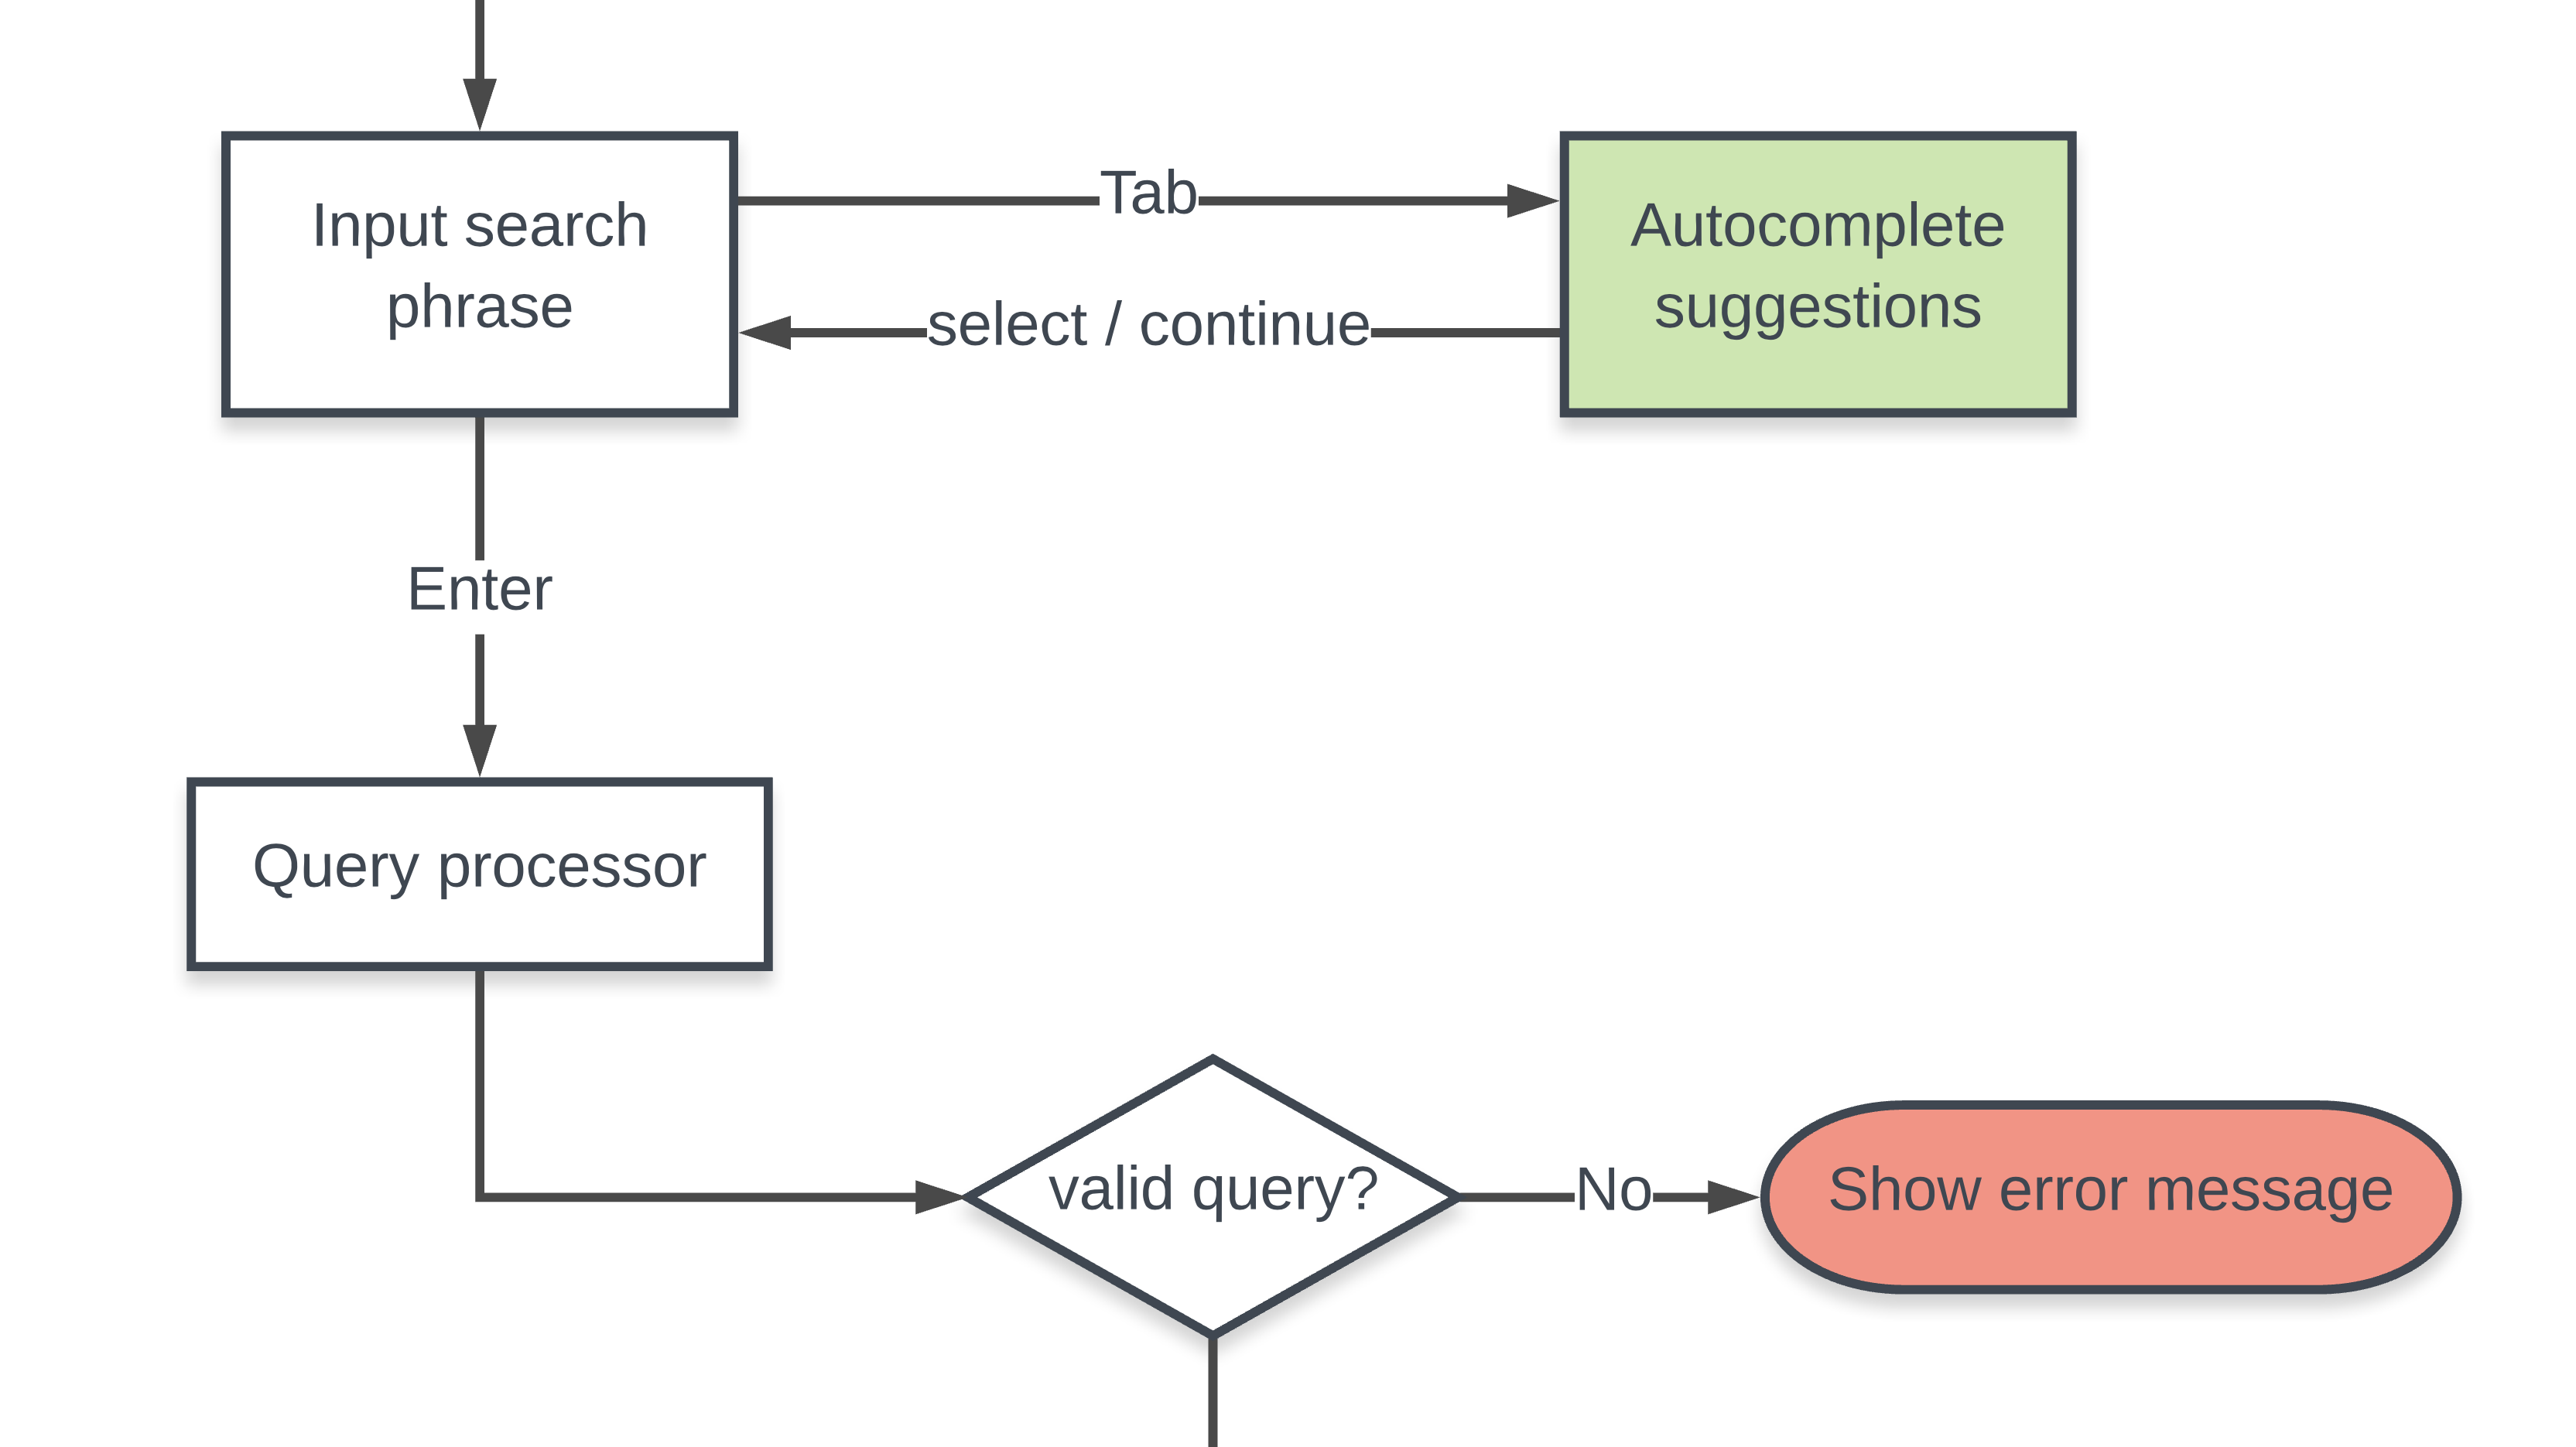 Input search
phrase
Tab
select / continue
Autocomplete
suggestions
Enter
Query processor
valid query?
No
Show error message